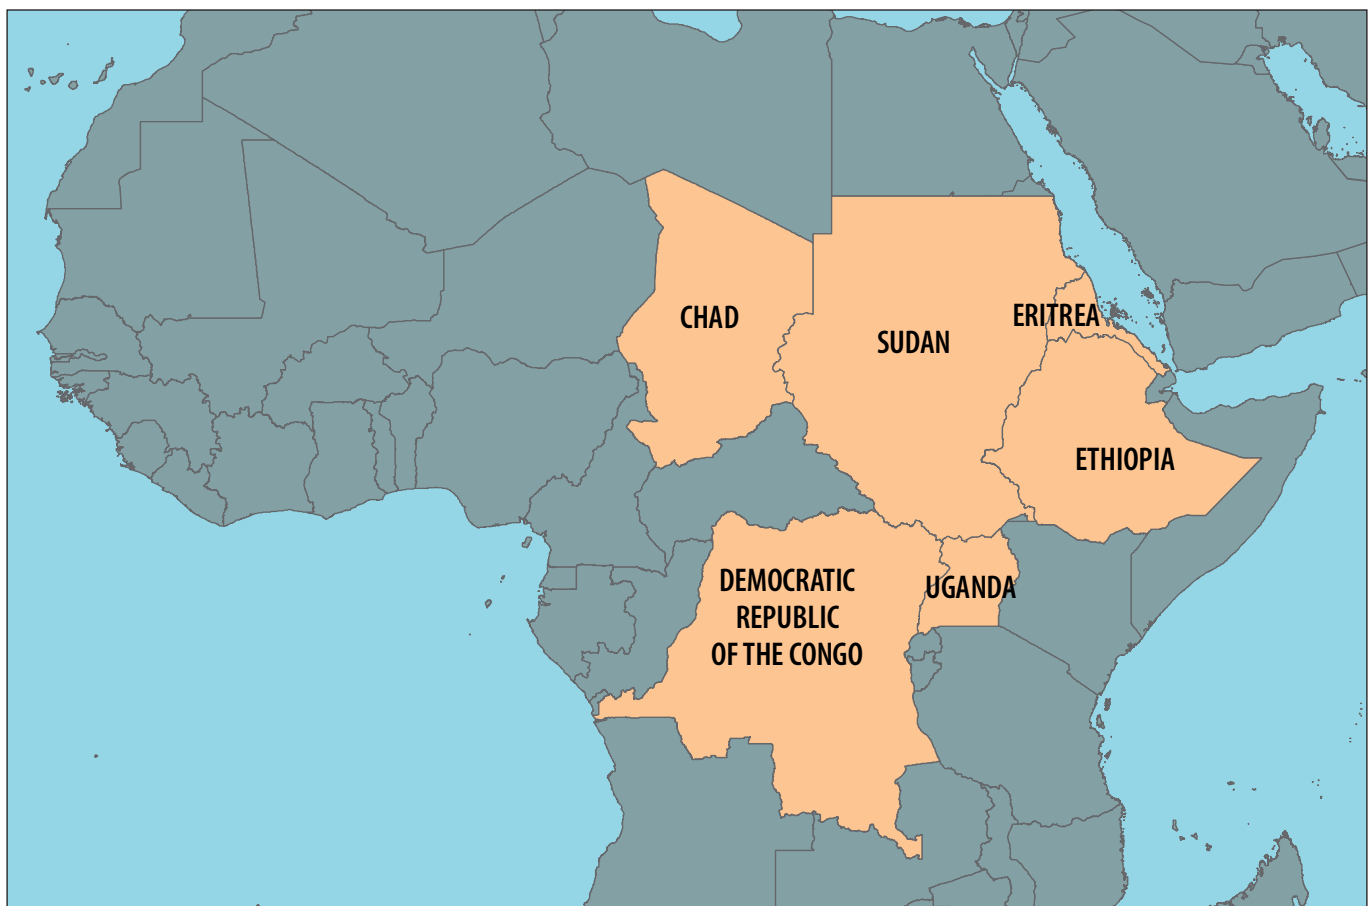 CHAD
SUDAN
ERITREA
ETHIOPIA
DEMOCRATIC
REPUBLIC
OF THE CONGO
UGANDA